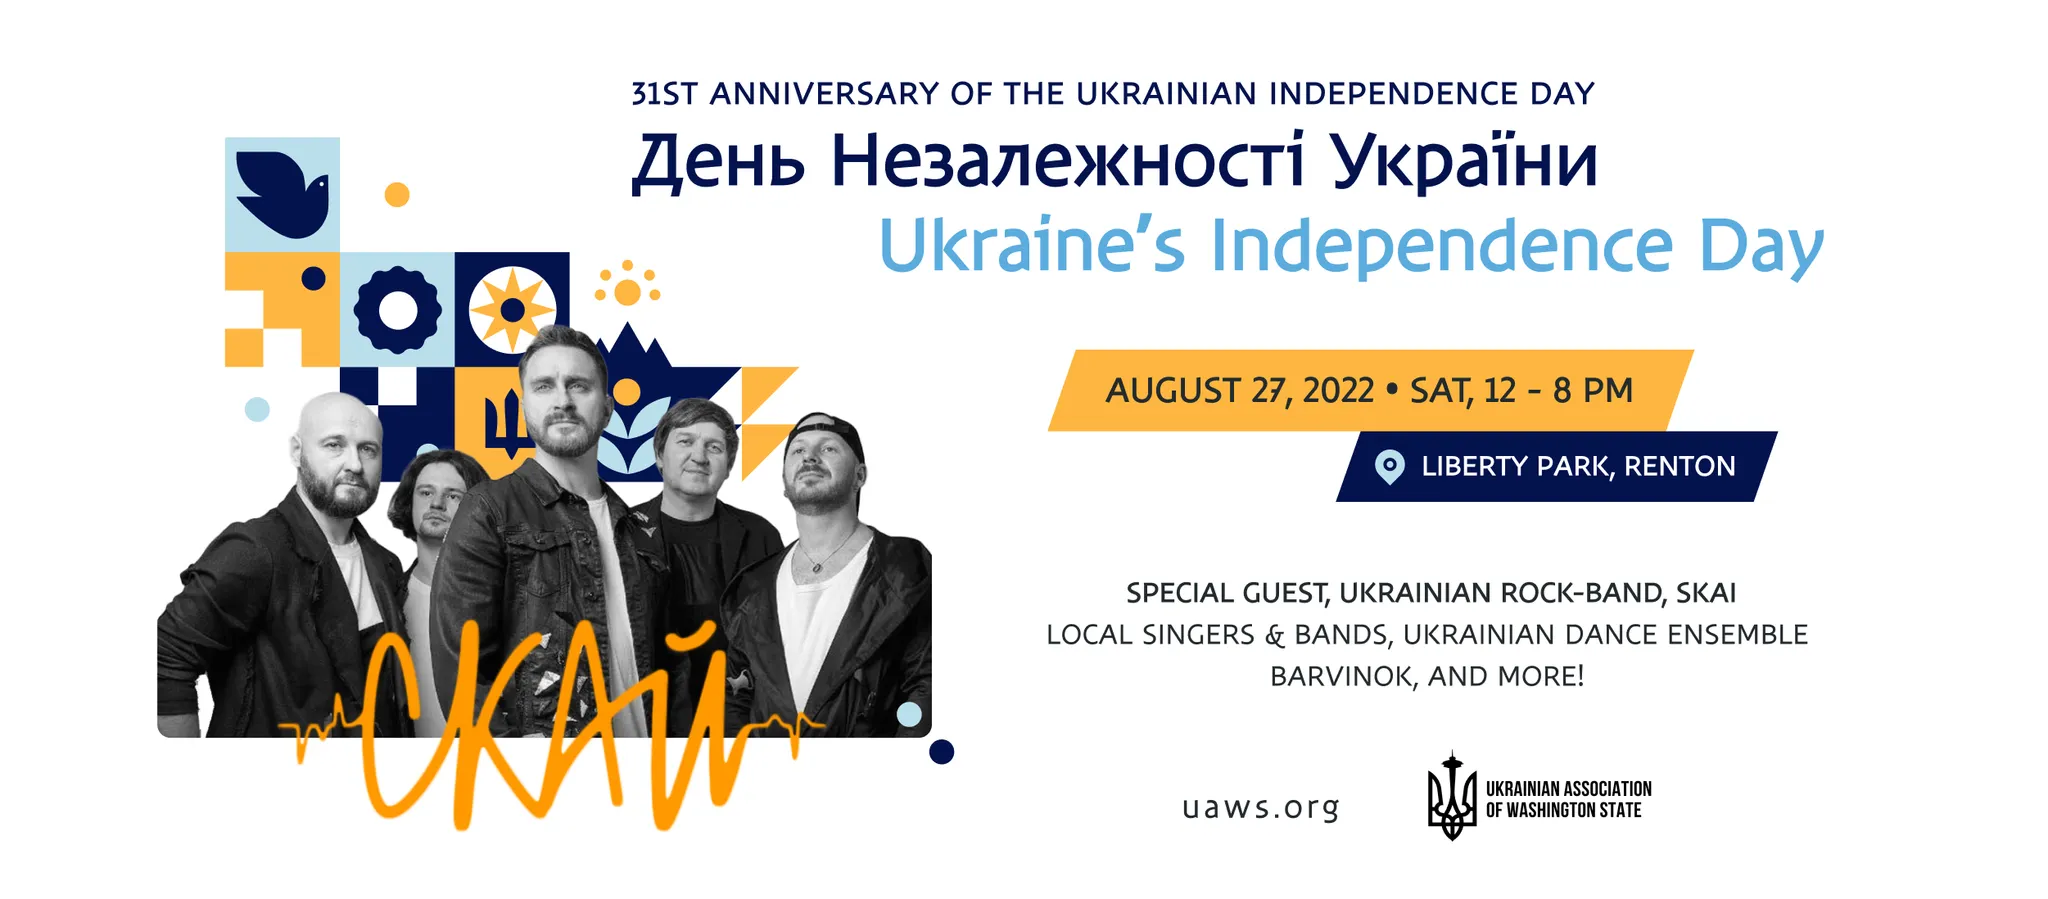 31ST ANNIVERSARY OF THE UKRAINIAN INDEPENDENCE DAY
День Незалежності України
Ukraine's Independence Day
AUGUST 27, 2022 • SAT, 12 - 8 PM
LIBERTY PARK, RENTON
SPECIAL GUEST, UKRAINIAN ROCK-BAND, SKAI
LOCAL SINGERS & BANDS, UKRAINIAN DANCE ENSEMBLE
BARVINOK, AND MORE!
СКАЙ
uaws.org
UKRAINIAN ASSOCIATION
OF WASHINGTON STATE